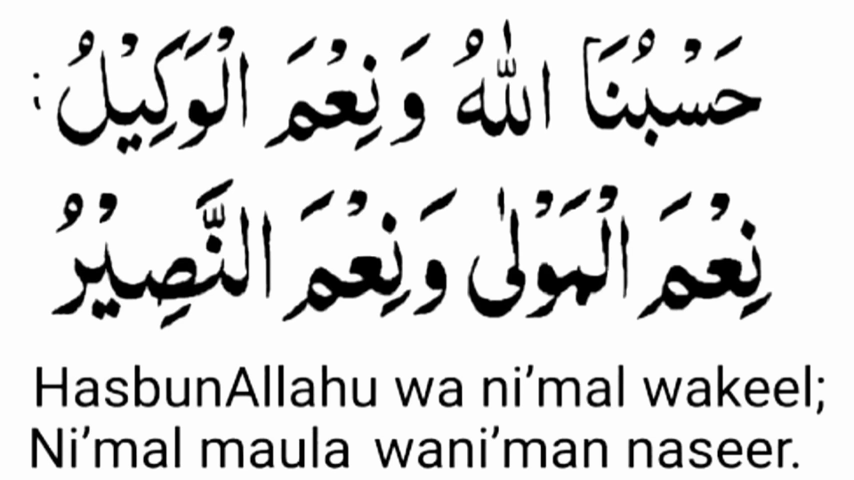 حَسْبُنَا اللّٰهُ وَنِعْمَ الْوَكِيْلُ ؛
نِعْمَ الْمَوْلٰى وَنِعْمَ النَّصِيْرُ
HasbunAllahu wa ni’mal wakeel;
Ni’mal maula wani’man naseer.